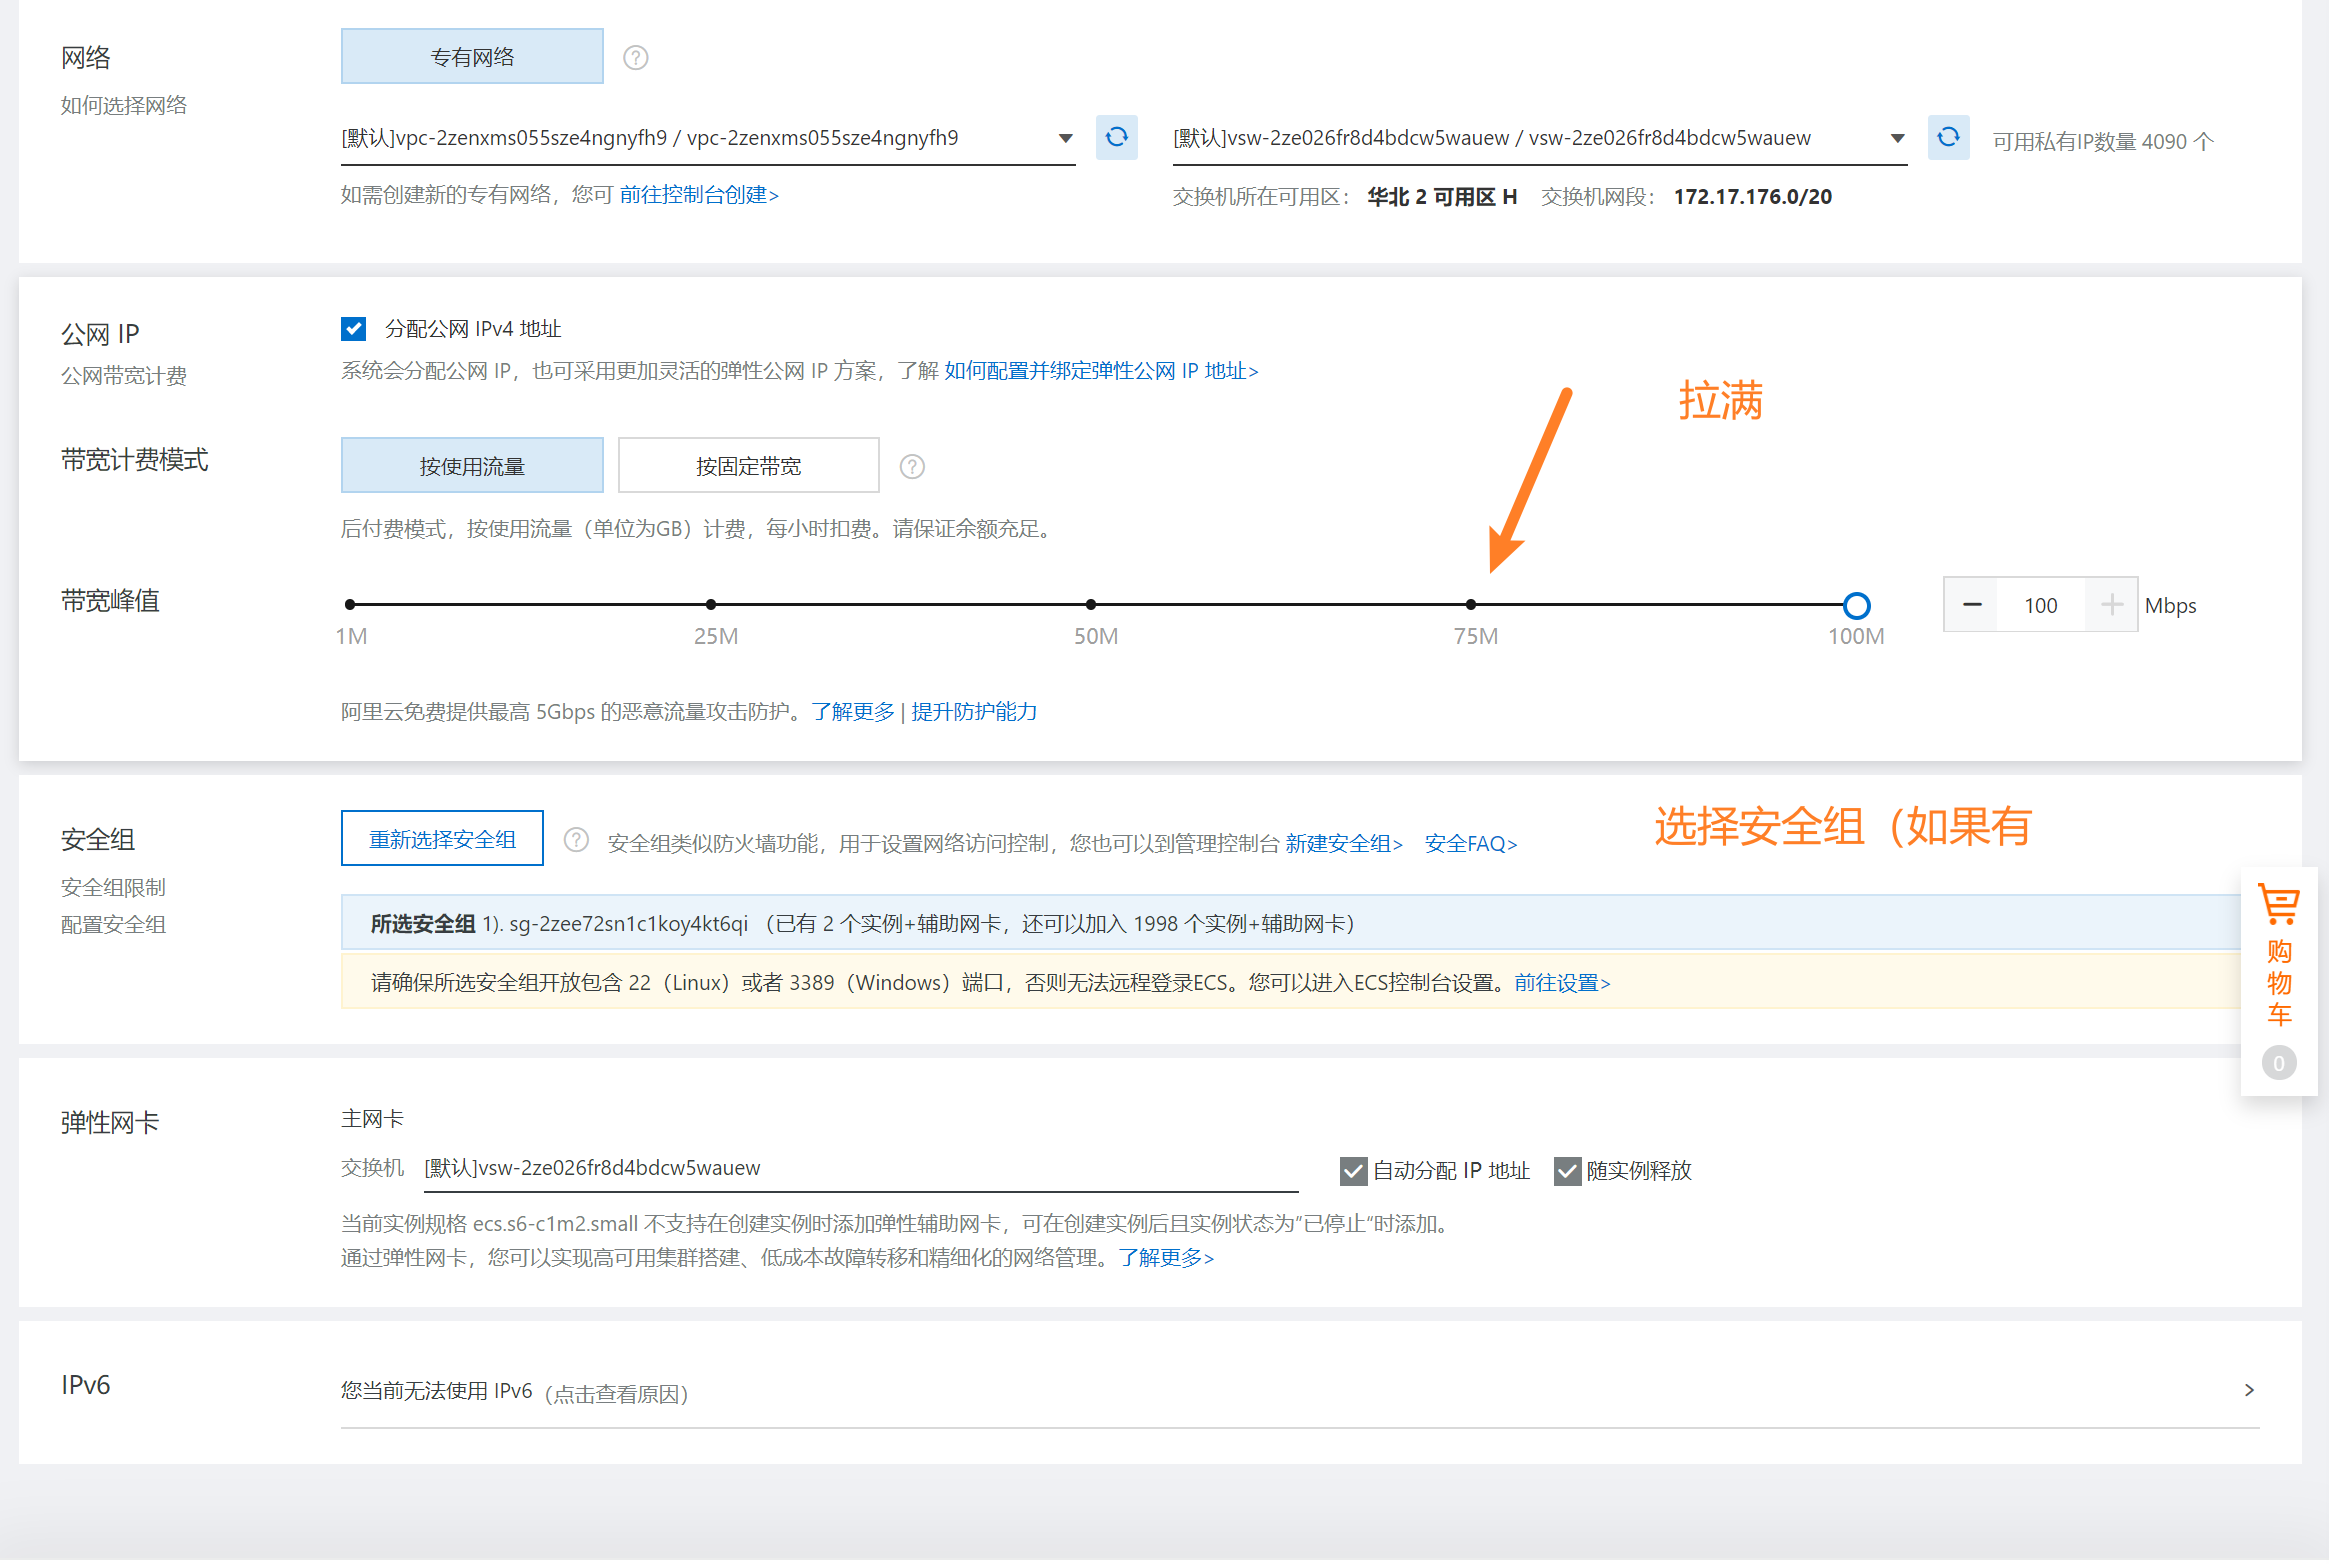 网络
专有网络
如何选择网络
[默认]vpc-2zenxms055sze4ngnyfh9 / vpc-2zenxms055sze4ngnyfh9
[默认]vsw-2ze026fr8d4bdcw5wauew / vsw-2ze026fr8d4bdcw5wauew
可用私有IP数量 4090 个
如需创建新的专有网络，您可 前往控制台创建>
交换机所在可用区： 华北 2 可用区 H 交换机网段： 172.17.176.0/20
公网 IP
分配公网 IPv4 地址
公网带宽计费
系统会分配公网 IP，也可采用更加灵活的弹性公网 IP 方案，了解 如何配置并绑定弹性公网 IP 地址>
拉满
带宽计费模式
按使用流量
按固定带宽
后付费模式，按使用流量（单位为GB）计费，每小时扣费。请保证余额充足。
带宽峰值
1M
25M
50M
75M
100M
100
Mbps
阿里云免费提供最高 5Gbps 的恶意流量攻击防护。了解更多 | 提升防护能力
安全组
重新选择安全组
安全组类似防火墙功能，用于设置网络访问控制，您也可以到管理控制台 新建安全组> 安全FAQ>
选择安全组（如果有
安全组限制
配置安全组
所选安全组 1). sg-2zee72sn1c1koy4kt6qi （已有 2 个实例+辅助网卡，还可以加入 1998 个实例+辅助网卡）
请确保所选安全组开放包含 22（Linux）或者 3389（Windows）端口，否则无法远程登录ECS。您可以进入ECS控制台设置。前往设置>
购
物
车
0
弹性网卡
主网卡
交换机 [默认]vsw-2ze026fr8d4bdcw5wauew
自动分配 IP 地址
随实例释放
当前实例规格 ecs.s6-c1m2.small 不支持在创建实例时添加弹性辅助网卡，可在创建实例后且实例状态为”已停止“时添加。
通过弹性网卡，您可以实现高可用集群搭建、低成本故障转移和精细化的网络管理。了解更多>
IPv6
您当前无法使用 IPv6（点击查看原因）